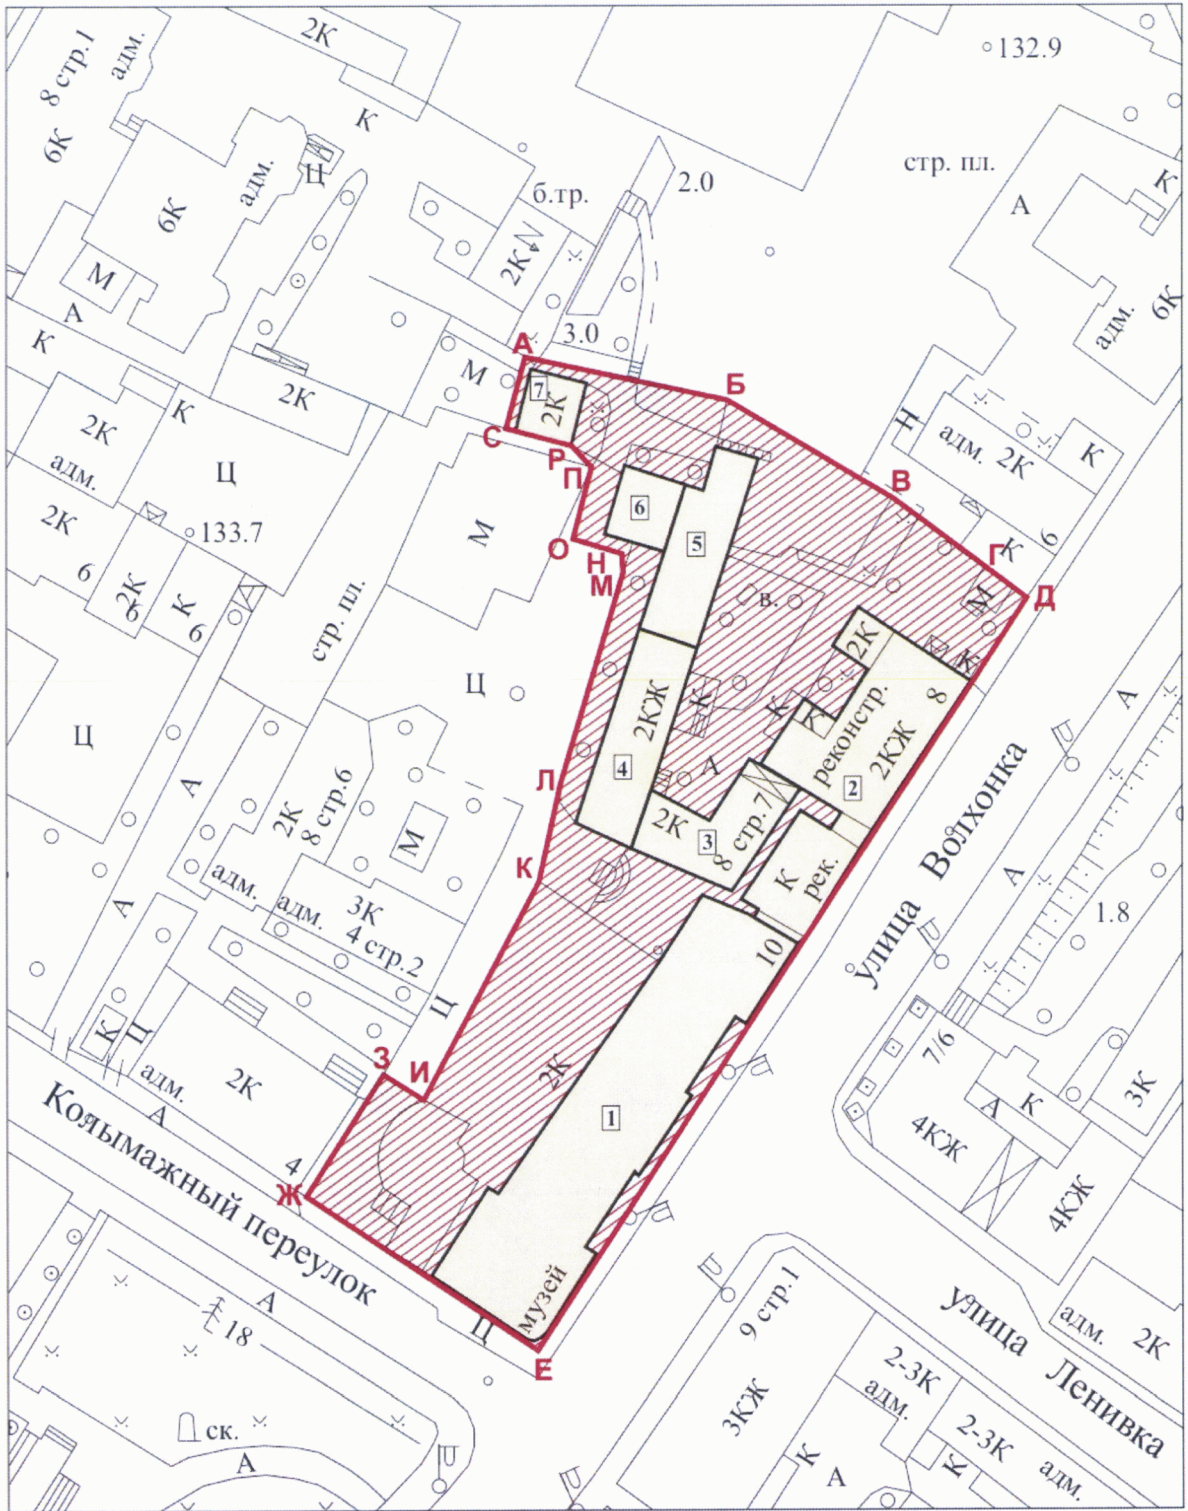 2К
8 стр.1
адм.
132.9
К
6К
адм.
Ц
стр. пл.
К
А
2.0
б.тр.
6К
2К
М
6К
А
адм.
3.0
К
А
Б
М
7
2К
2К
К
Н
С
2К
адм. 2К
К
адм.
Р
П
Ц
В
6
2К
133.7
М
5
6
О
Н
Г
К
М
6
2К
6
К
6
в.
М
Д
стр. пл.
2К
К
Ц
К
8
А
Ц
2КЖ
К
К
К
реконстр.
2КЖ
А
Л
4
А
2
2К
8 стр.6
2К
3
8 стр.7
улица Волхонка
М
К
К
рек.
А
адм.
адм.
3К
4 стр.2
1.8
А
10
Ц
К
Ц
7/6
2К
З
И
адм.
2К
3К
А
К
А
1
4КЖ
Колымажный переулок
4
Ж
4КЖ
музей
А
18
Ц
9 стр.1
улица Ленивка
адм.
2К
Е
2-3К
адм.
3КЖ
ск.
2-3К
А
К
А
К
адм.